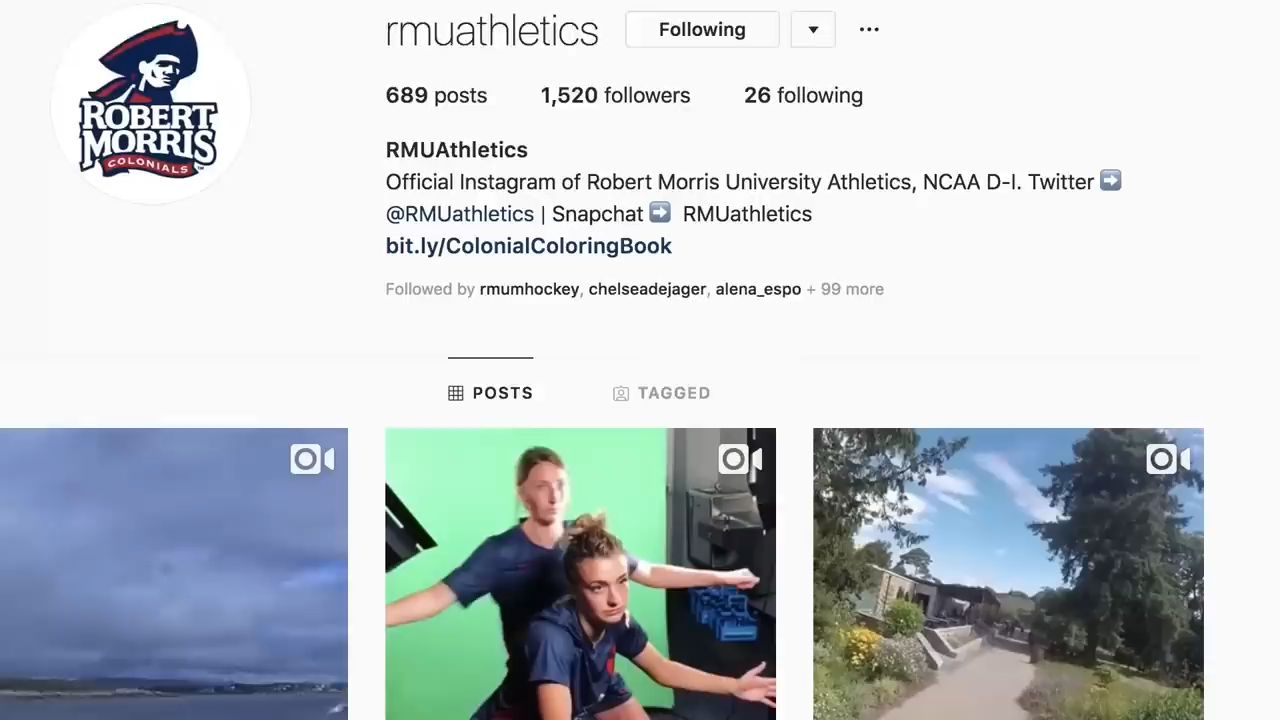 rmuathletics Following ▼ •••
ROBERT
MORRIS
COLONIALS™
689 posts 1,520 followers 26 following
RMUAthletics
Official Instagram of Robert Morris University Athletics, NCAA D-I. Twitter ➡️
@RMUathletics | Snapchat ➡️ RMUathletics
bit.ly/ColonialColoringBook
Followed by rmumhockey, chelseadejager, alena_espo + 99 more
POSTS TAGGED